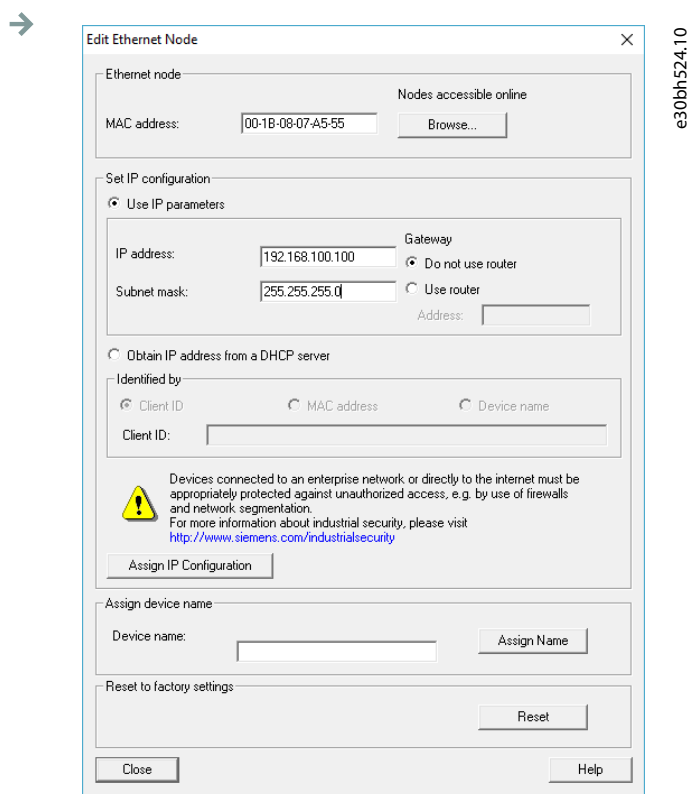 Edit Ethernet Node
e30bh524.10
Ethernet node
Nodes accessible online
MAC address:
00-1B-08-07-A5-55
Browse...
Set IP configuration
Use IP parameters
Gateway
IP address:
192.168.100.100
Do not use router
Subnet mask:
255.255.255.0
Use router
Address:
Obtain IP address from a DHCP server
Identified by
Client ID
MAC address
Device name
Client ID:
Devices connected to an enterprise network or directly to the internet must be
appropriately protected against unauthorized access, e.g. by use of firewalls
and network segmentation.
For more information about industrial security, please visit
http://www.siemens.com/industrialsecurity
Assign IP Configuration
Assign device name
Device name:
Assign Name
Reset to factory settings
Reset
Close
Help